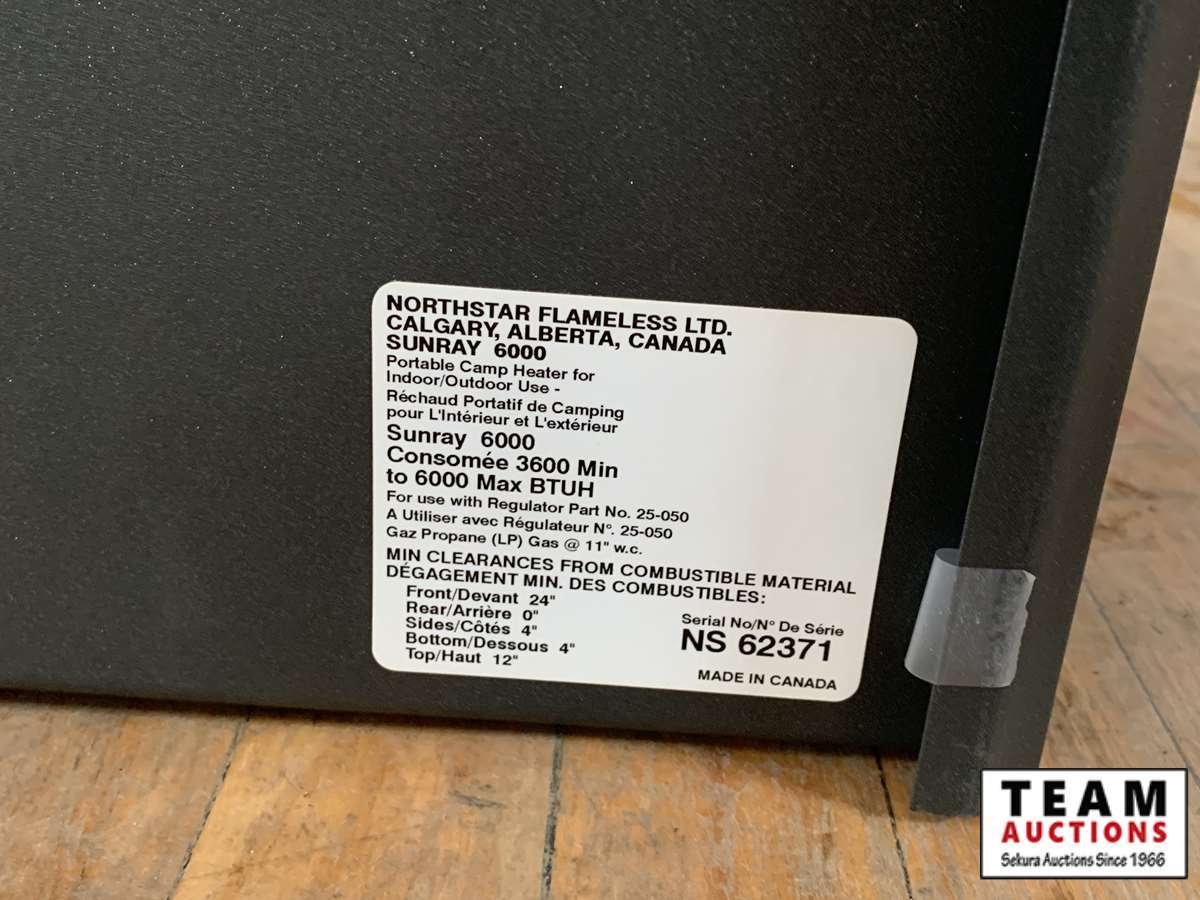 NORTHSTAR FLAMELESS LTD.
CALGARY, ALBERTA, CANADA
SUNRAY 6000
Portable Camp Heater for
Indoor/Outdoor Use -
Réchaud Portatif de Camping
pour L'Intérieur et L'extérieur
Sunray 6000
Consomée 3600 Min
to 6000 Max BTUH
For use with Regulator Part No. 25-050
A Utiliser avec Régulateur N°. 25-050
Gaz Propane (LP) Gas @ 11" w.c.
MIN CLEARANCES FROM COMBUSTIBLE MATERIAL
DÉGAGEMENT MIN. DES COMBUSTIBLES:
Front/Devant 24"
Rear/Arrière 0"
Sides/Côtés 4"
Bottom/Dessous 4"
Top/Haut 12"
Serial No/N° De Série
NS 62371
MADE IN CANADA
TEAM
AUCTIONS
Sekura Auctions Since 1966